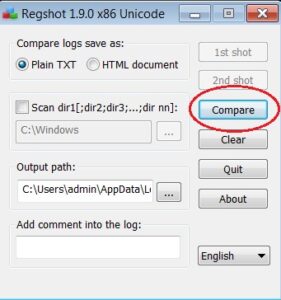 Regshot 1.9.0 x86 Unicode
Compare logs save as:
Plain TXT
HTML document
1st shot
2nd shot
Scan dir1[;dir2;dir3;...;dir nn]:
Compare
C:\Windows
...
Clear
Output path:
Quit
C:\Users\admin\AppData\L
...
About
Add comment into the log:
English